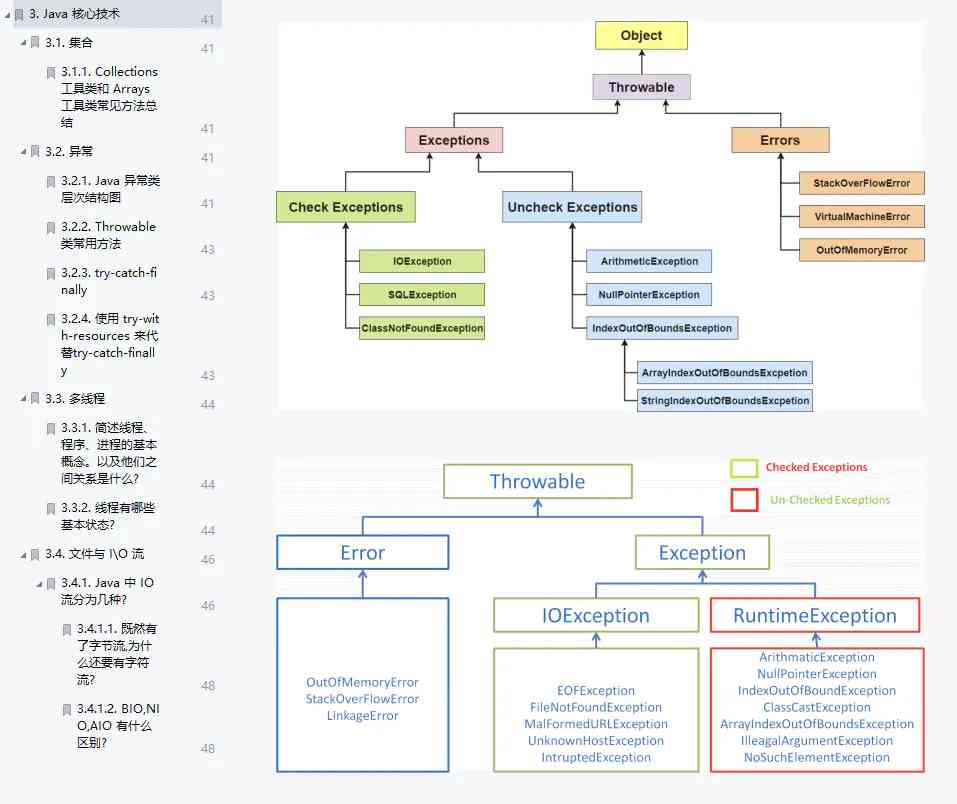 3. Java 核心技术
41
3.1. 集合
41
3.1.1. Collections
工具类和 Arrays
工具类常见方法总
结
41
3.2. 异常
41
3.2.1. Java 异常类
层次结构图
41
3.2.2. Throwable
类常用方法
43
3.2.3. try-catch-fi
nally
43
3.2.4. 使用 try-wit
h-resources 来代
替try-catch-finall
y
43
3.3. 多线程
44
3.3.1. 简述线程、
程序、进程的基本
概念。以及他们之
间关系是什么?
44
3.3.2. 线程有哪些
基本状态?
44
3.4. 文件与 I\O 流
46
3.4.1. Java 中 IO
流分为几种?
46
3.4.1.1. 既然有
了字节流,为什
么还要有字符
流?
48
3.4.1.2. BIO,NI
O,AIO 有什么
区别?
48
Object
Throwable
Exceptions
Errors
Check Exceptions
Uncheck Exceptions
StackOverFlowError
VirtualMachineError
OutOfMemoryError
IOException
SQLException
ClassNotFoundException
ArithmeticException
NullPointerException
IndexOutOfBoundsException
ArrayIndexOutOfBoundsExcpetion
StringIndexOutOfBoundsExcpetion
Throwable
Checked Exceptions
Un-Checked Exceptions
Error
Exception
IOException
RuntimeException
OutOfMemoryError
StackOverFlowError
LinkageError
EOFException
FileNotFoundException
MalFormedURLException
UnknownHostException
IntruptedException
ArithmaticException
NullPointerException
IndexOutOfBoundException
ClassCastException
ArrayIndexOutOfBoundsException
IlleagalArgumentException
NoSuchElementException